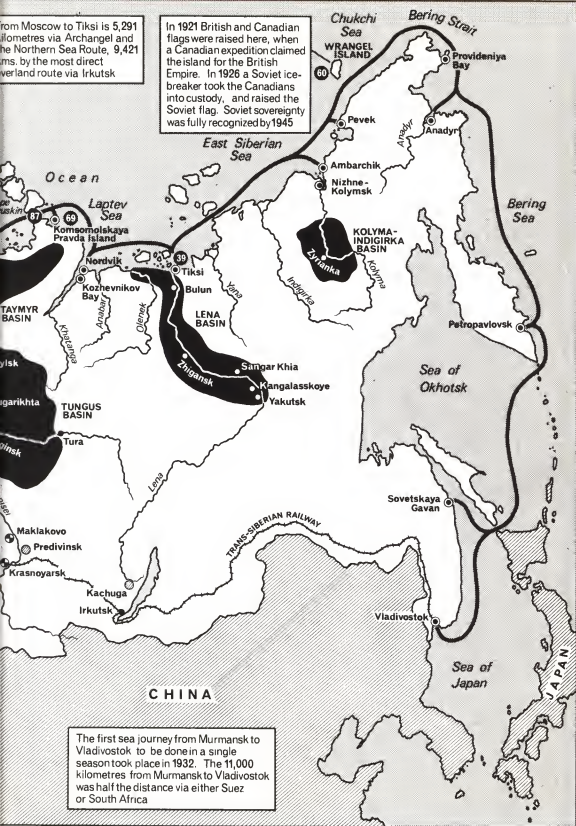 rom Moscow to Tiksi is 5,291
ilometres via Archangel and
he Northern Sea Route, 9,421
ms. by the most direct
verland route via Irkutsk
In 1921 British and Canadian
flags were raised here, when
a Canadian expedition claimed
the island for the British
Empire. In 1926 a Soviet ice-
breaker took the Canadians
into custody, and raised the
Soviet flag. Soviet sovereignty
was fully recognized by 1945
Chukchi
Sea
Bering Strait
WRANGEL
ISLAND
60
Provideniya
Bay
Pevek
Anadyr
Anadyr
East Siberian
Sea
Ambarchik
Nizhne-
Kolymsk
Ocean
Laptev
Sea
87
69
Komsomolskaya
Pravda Island
Bering
Sea
KOLYMA-
INDIGIRKA
BASIN
Zyrianka
Kolyma
Indigirka
39
Nordvik
Tiksi
Kozhevnikov
Bay
Bulun
Yana
TAYMYR
BASIN
Anabar
Olenek
LENA
BASIN
Khatanga
Petropavlovsk
Zhigansk
Sangar Khia
Kangalasskoye
Yakutsk
Sea of
Okhotsk
ylsk
ugarikhta
TUNGUS
BASIN
Tura
ginsk
Lena
Sovetskaya
Gavan
nisei
Maklakovo
Predivinsk
Krasnoyarsk
TRANS-SIBERIAN RAILWAY
Kachuga
Irkutsk
Vladivostok
Sea of
Japan
JAPAN
CHINA
The first sea journey from Murmansk to
Vladivostok to be done in a single
season took place in 1932. The 11,000
kilometres from Murmansk to Vladivostok
was half the distance via either Suez
or South Africa